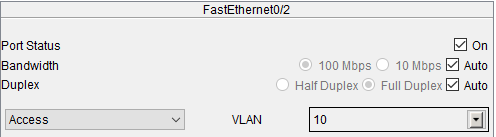 FastEthernet0/2
Port Status On
Bandwidth 100 Mbps 10 Mbps Auto
Duplex Half Duplex Full Duplex Auto
Access VLAN 10